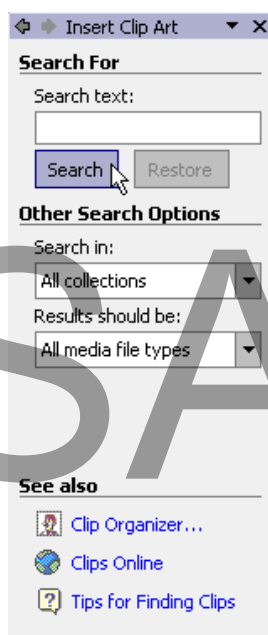 Insert Clip Art
Search For
Search text:
Search Restore
Other Search Options
Search in:
All collections
Results should be:
All media file types
See also
Clip Organizer...
Clips Online
Tips for Finding Clips
SA